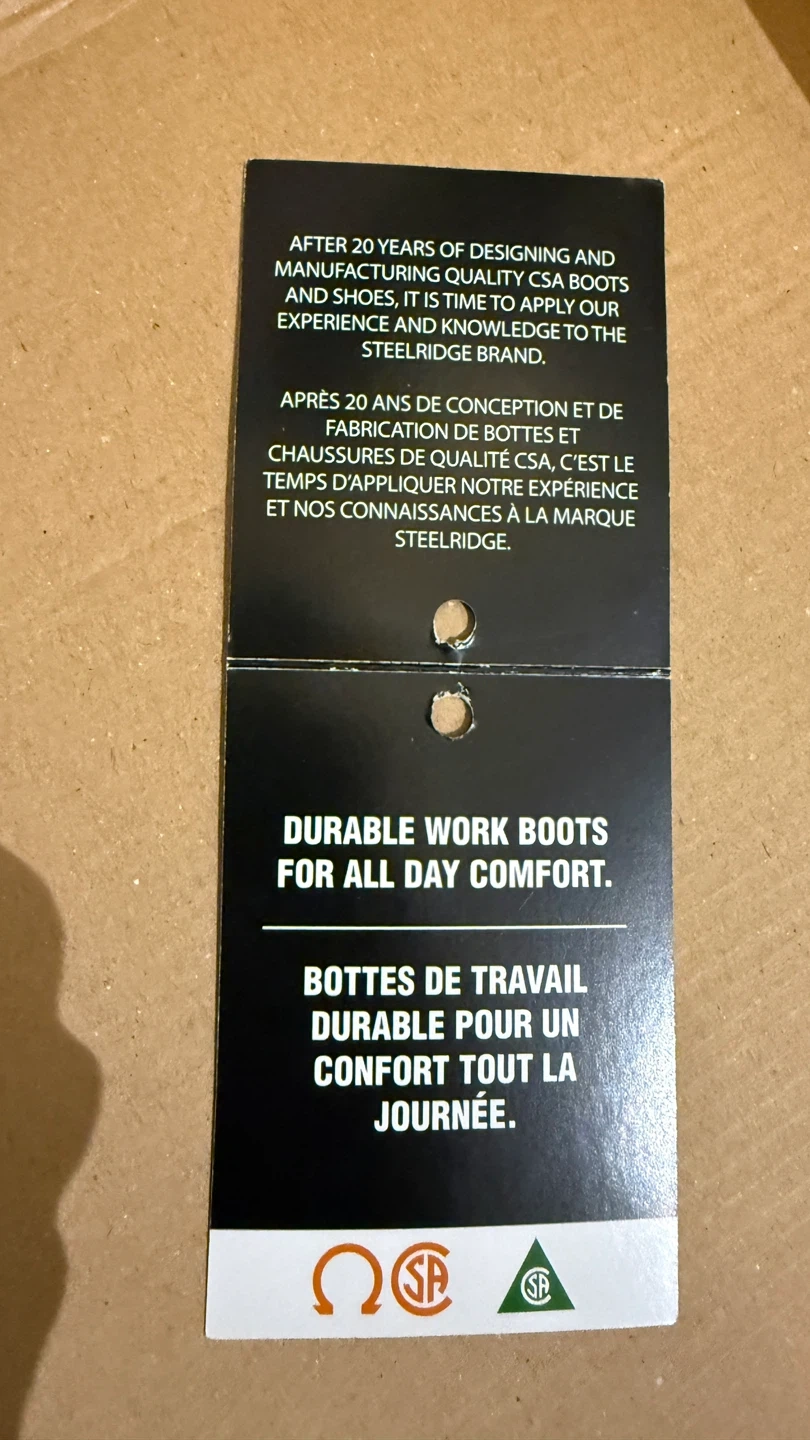 AFTER 20 YEARS OF DESIGNING AND
MANUFACTURING QUALITY CSA BOOTS
AND SHOES, IT IS TIME TO APPLY OUR
EXPERIENCE AND KNOWLEDGE TO THE
STEELRIDGE BRAND.
APRÈS 20 ANS DE CONCEPTION ET DE
FABRICATION DE BOTTES ET
CHAUSSURES DE QUALITÉ CSA, C'EST LE
TEMPS D'APPLIQUER NOTRE EXPÉRIENCE
ET NOS CONNAISSANCES À LA MARQUE
STEELRIDGE.
DURABLE WORK BOOTS
FOR ALL DAY COMFORT.
BOTTES DE TRAVAIL
DURABLE POUR UN
CONFORT TOUT LA
JOURNÉE.
Ω CSA CSA